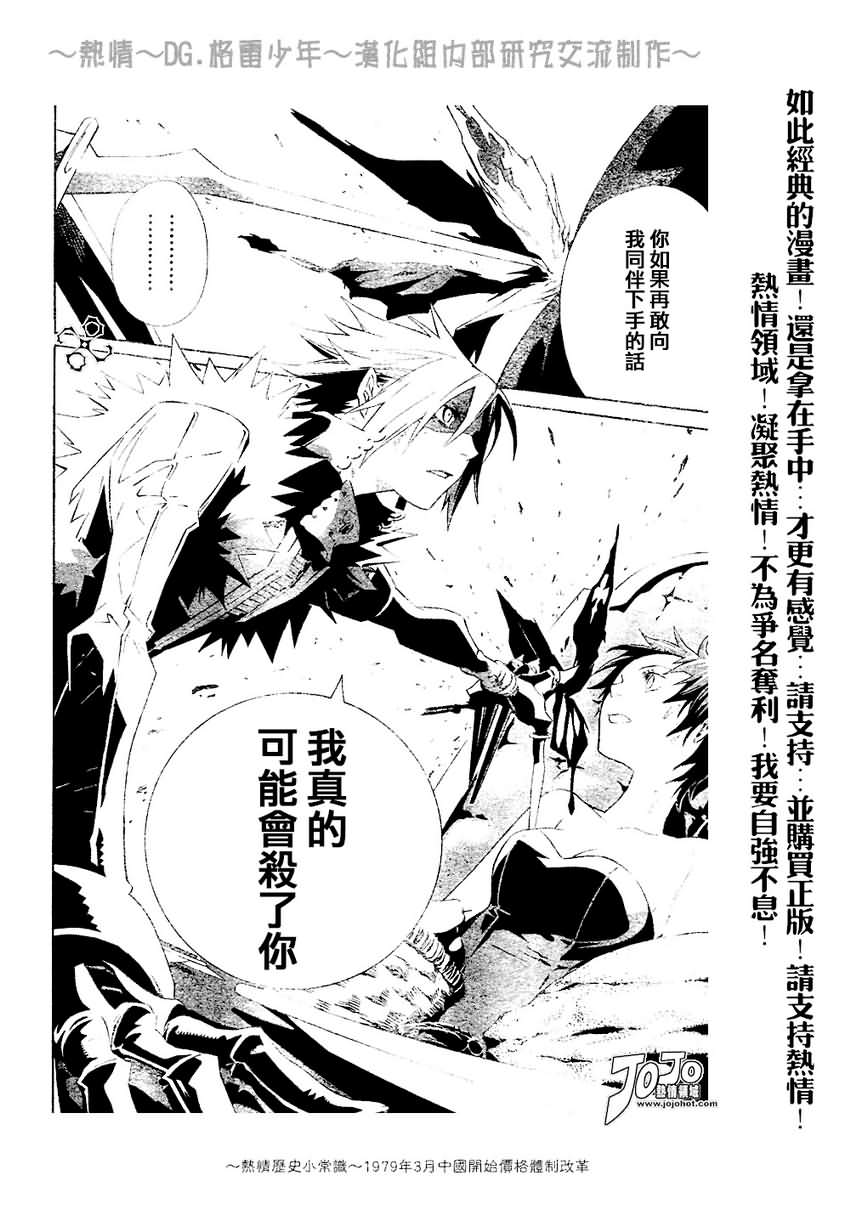 ～熱情～DG.格雷少年～漢化組內部研究交流制作～
如此經典的漫畫！還是拿在手中…才更有感覺…請支持…並購買正版！請支持熱情！
熱情領域！凝聚熱情！不為爭名奪利！我要自強不息！
你如果再敢向
我同伴下手的話
………
………
我真的
可能會殺了你
JOJO
熱情領域
www.jojohot.com
～熱情歷史小常識～1979年3月中國開始價格體制改革